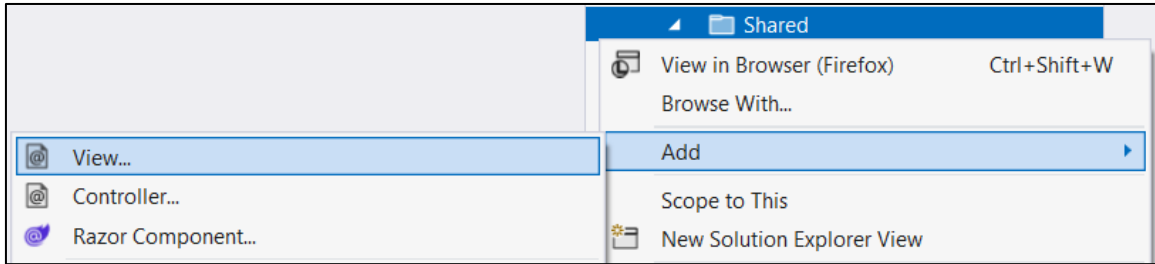 Shared
View in Browser (Firefox) Ctrl+Shift+W
Browse With...
Add
View...
Controller...
Razor Component...
Scope to This
New Solution Explorer View